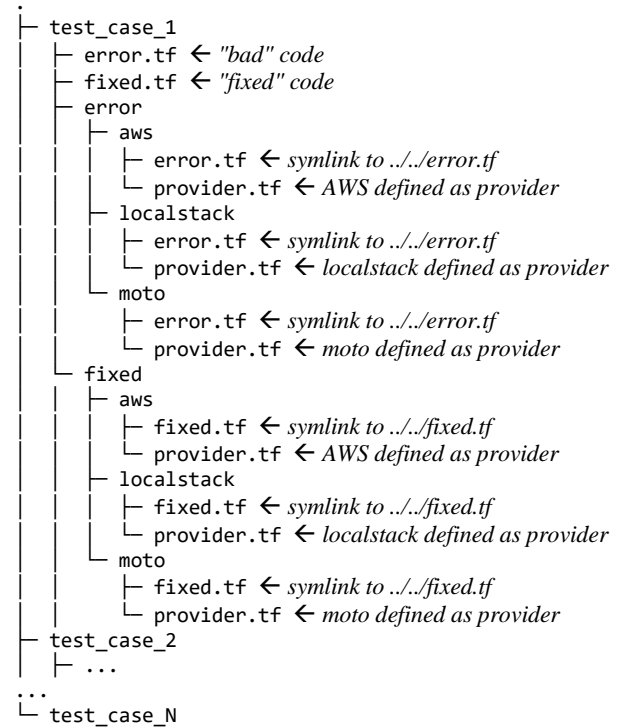 .
├─ test_case_1
│  ├─ error.tf ← "bad" code
│  ├─ fixed.tf ← "fixed" code
│  ├─ error
│  │  ├─ aws
│  │  │  ├─ error.tf ← symlink to ../../error.tf
│  │  │  └─ provider.tf ← AWS defined as provider
│  │  ├─ localstack
│  │  │  ├─ error.tf ← symlink to ../../error.tf
│  │  │  └─ provider.tf ← localstack defined as provider
│  │  └─ moto
│  │     ├─ error.tf ← symlink to ../../error.tf
│  │     └─ provider.tf ← moto defined as provider
│  └─ fixed
│  │  ├─ aws
│  │  │  ├─ fixed.tf ← symlink to ../../fixed.tf
│  │  │  └─ provider.tf ← AWS defined as provider
│  │  ├─ localstack
│  │  │  ├─ fixed.tf ← symlink to ../../fixed.tf
│  │  │  └─ provider.tf ← localstack defined as provider
│  │  └─ moto
│  │     ├─ fixed.tf ← symlink to ../../fixed.tf
│  │     └─ provider.tf ← moto defined as provider
├─ test_case_2
│  ├─ ...
...
└─ test_case_N